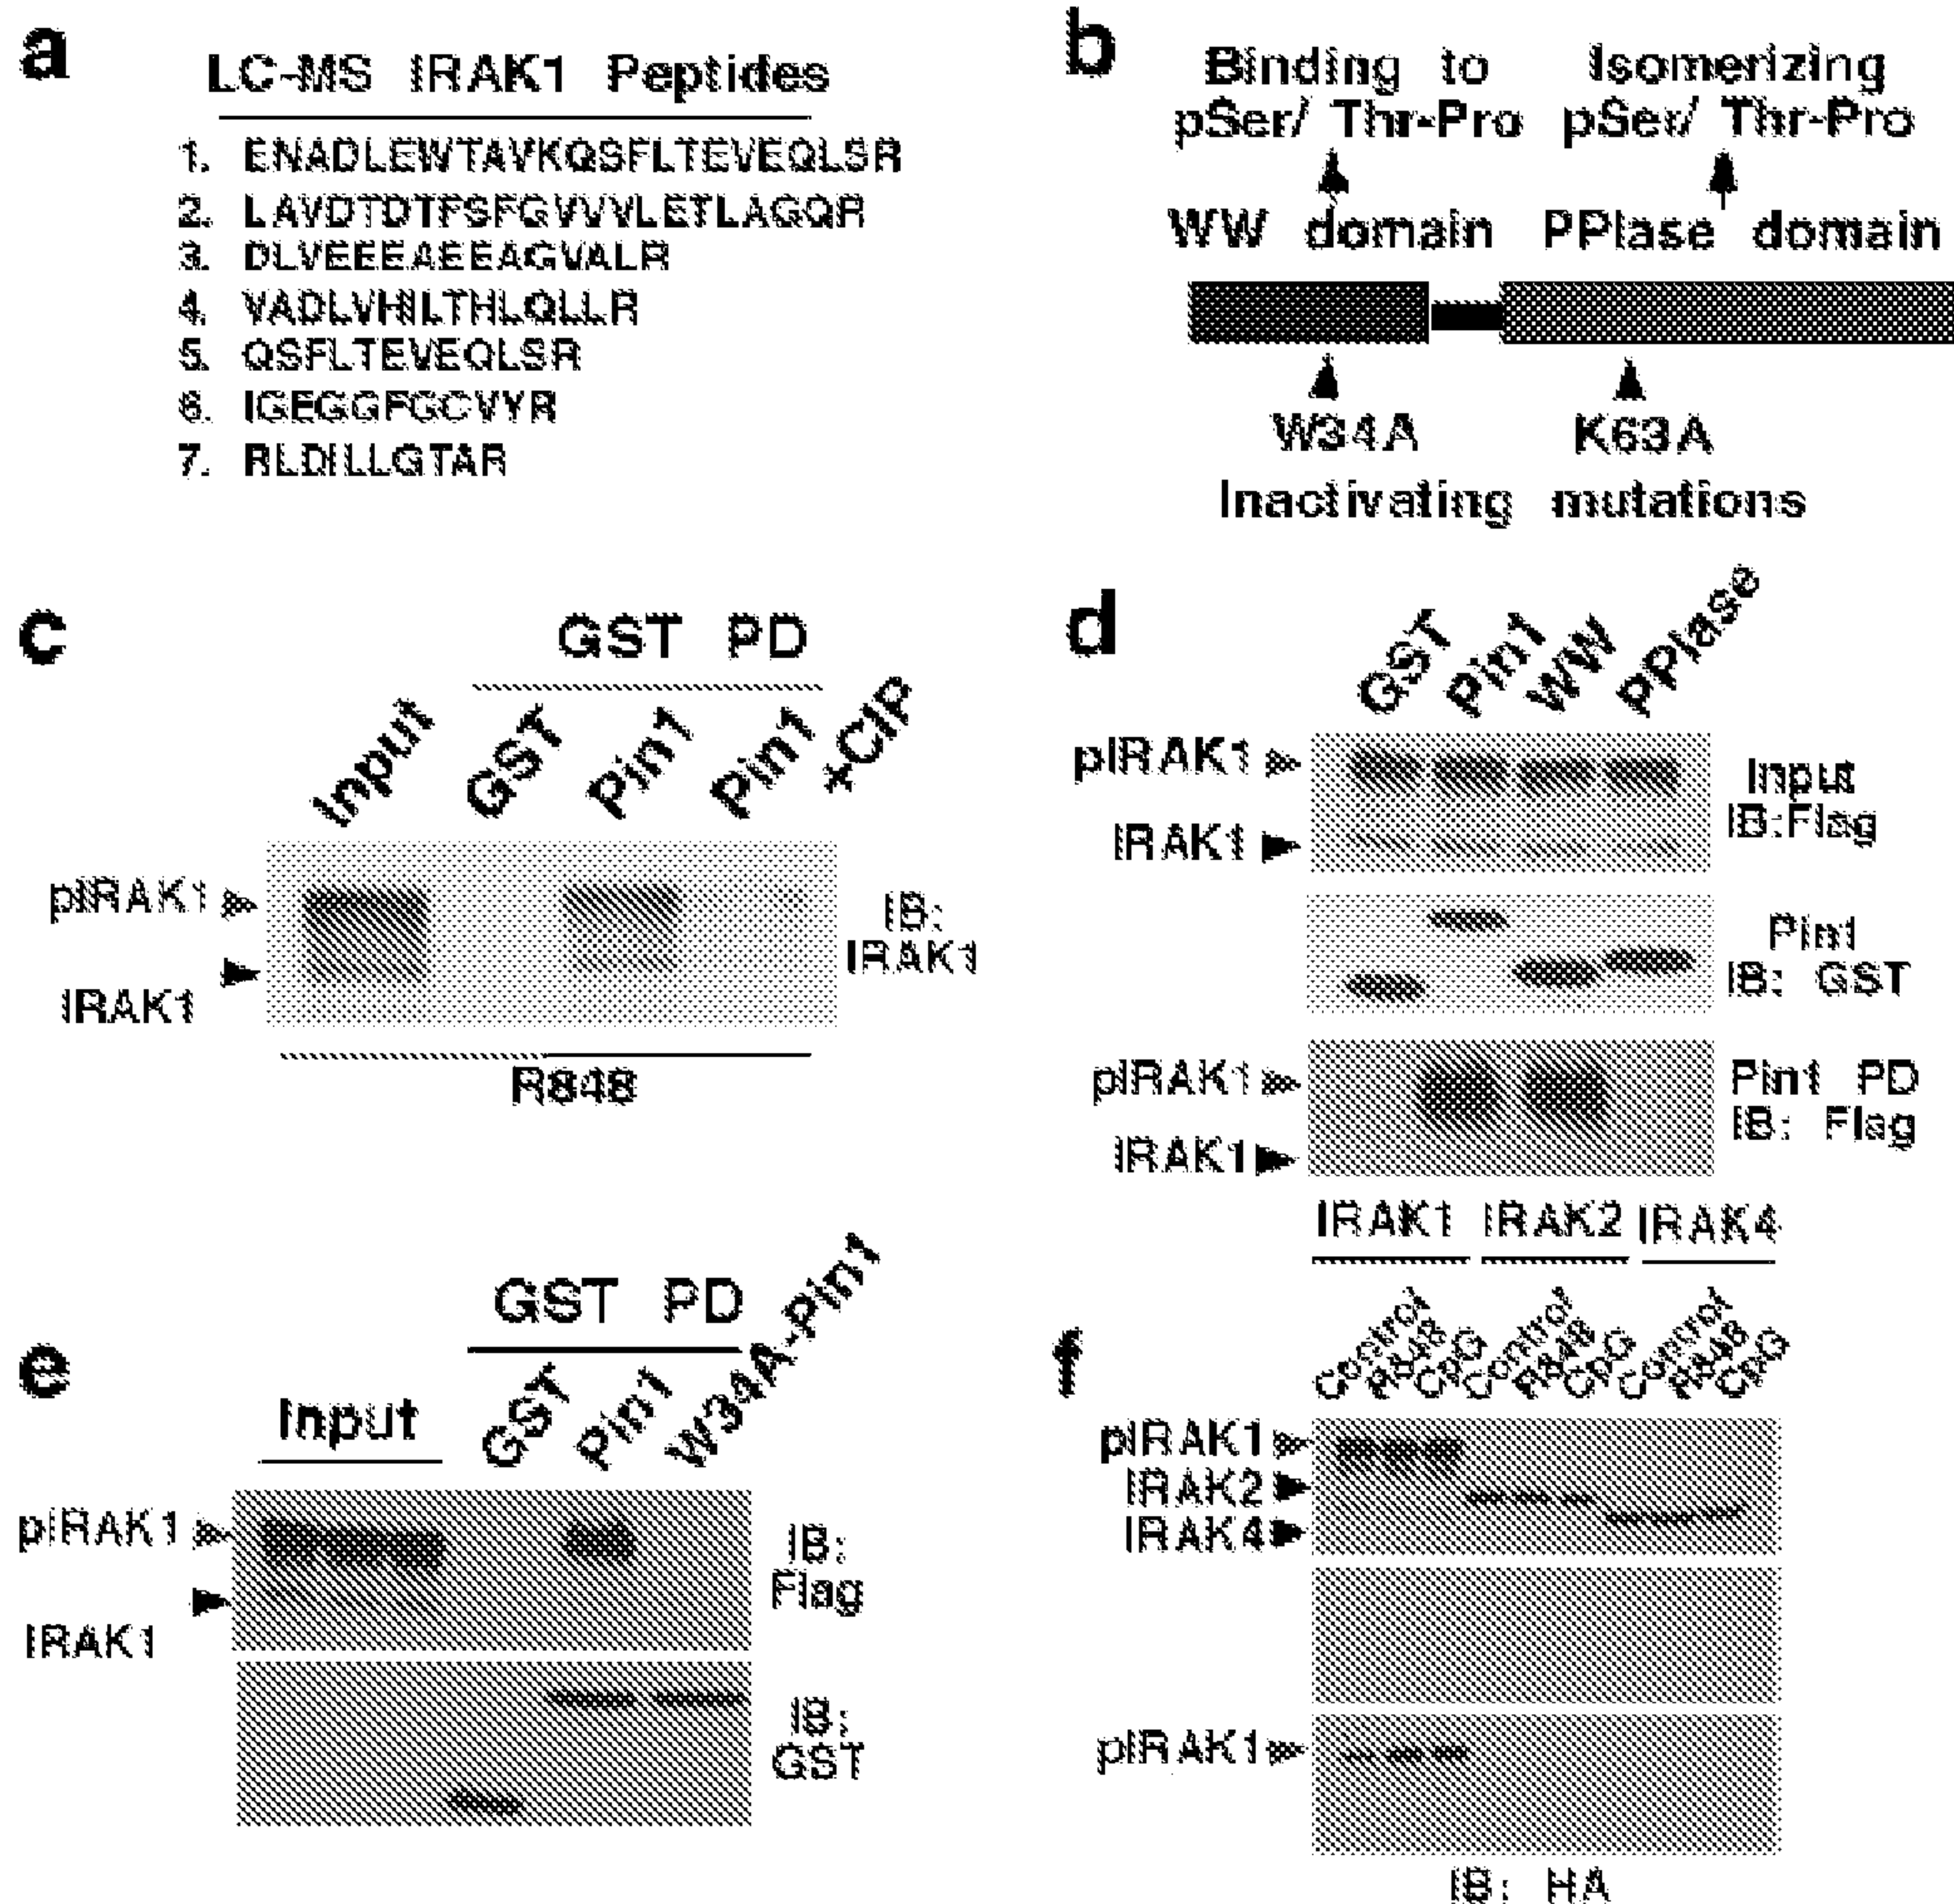 a
LC-MS IRAK1 Peptides
1. ENADLEWTAVKQSFLTEVEQLSR
2. LAVDTDTFSFGVVVLETLAGQR
3. DLVEEEAEEAGVALR
4. VADLVHILTHLQLLR
5. QSFLTEVEQLSR
6. IGEGGFGCVYR
7. RLDILLGTAR
b
Binding to pSer/ Thr-Pro
Isomerizing pSer/ Thr-Pro
WW domain PPIase domain
W34A K63A
Inactivating mutations
c
GST PD
Input GST Pin1 Pin1 +CIP
pIRAK1
IRAK1
IB:
IRAK1
R848
d
GST Pin1 WW PPIase
pIRAK1
IRAK1
Input
IB:Flag
Pin1
IB: GST
pIRAK1
IRAK1
Pin1 PD
IB: Flag
e
GST PD
Input GST Pin1 W34A-Pin1
pIRAK1
IRAK1
IB:
Flag
IB:
GST
f
IRAK1 IRAK2 IRAK4
Control R848 CpG Control R848 CpG Control R848 CpG
pIRAK1
IRAK2
IRAK4
pIRAK1
IB: HA